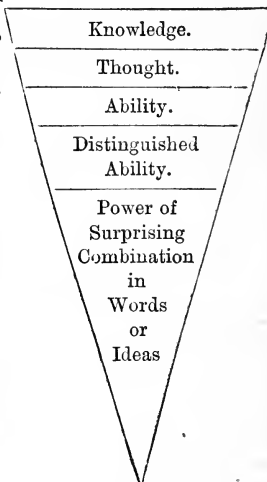 Knowledge.
Thought.
Ability.
Distinguished
Ability.
Power of
Surprising
Combination
in
Words
or
Ideas